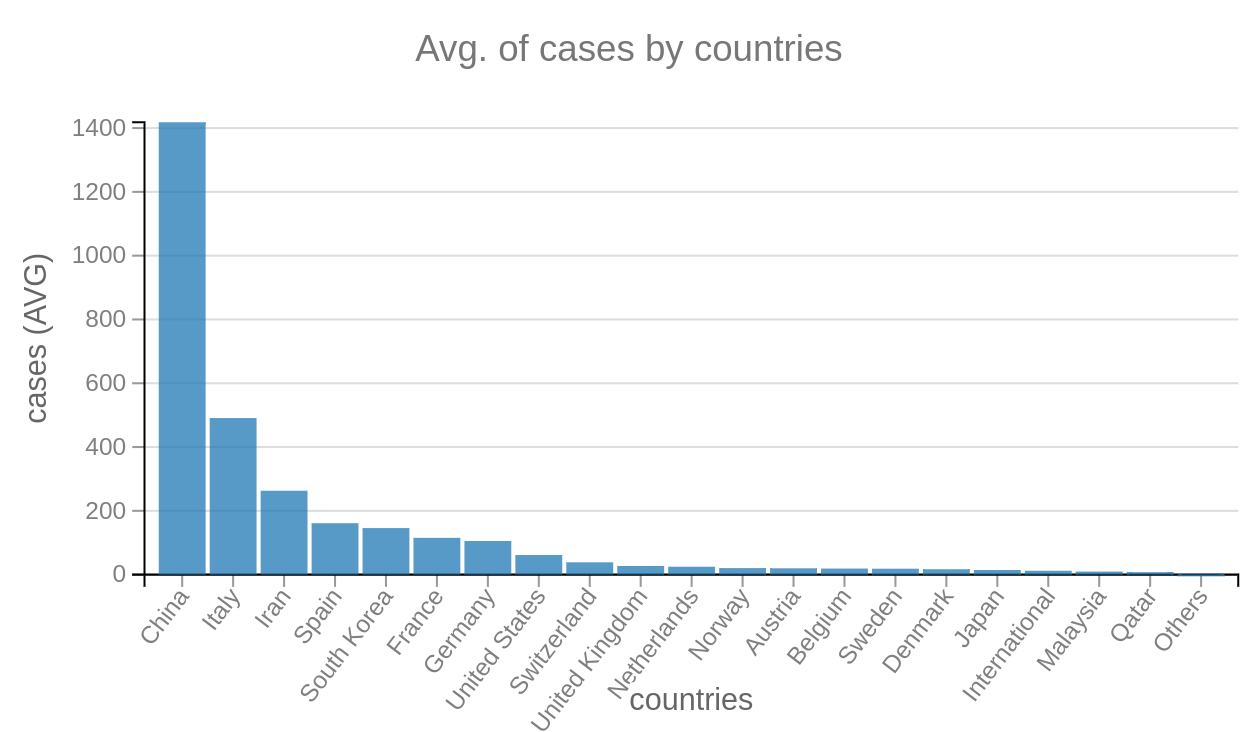 Avg. of cases by countries
cases (AVG)
1400
1200
1000
800
600
400
200
0
China
Italy
Iran
Spain
South Korea
France
Germany
United States
Switzerland
United Kingdom
Netherlands
Norway
Austria
Belgium
Sweden
Denmark
Japan
International
Malaysia
Qatar
Others
countries